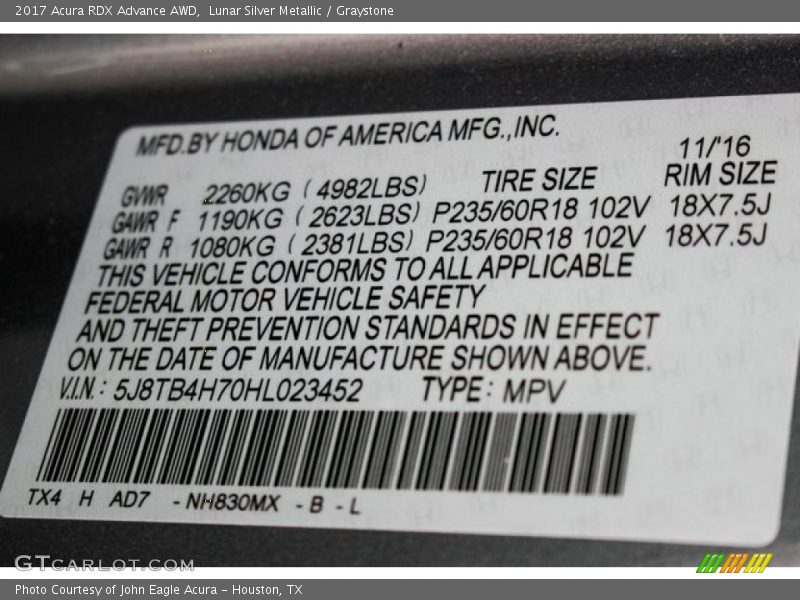 2017 Acura RDX Advance AWD,  Lunar Silver Metallic / Graystone
MFD.BY HONDA OF AMERICA MFG.,INC.
11/'16
GVWR 2260KG ( 4982LBS) TIRE SIZE RIM SIZE
GAWR F 1190KG ( 2623LBS) P235/60R18 102V 18X7.5J
GAWR R 1080KG ( 2381LBS) P235/60R18 102V 18X7.5J
THIS VEHICLE CONFORMS TO ALL APPLICABLE
FEDERAL MOTOR VEHICLE SAFETY
AND THEFT PREVENTION STANDARDS IN EFFECT
ON THE DATE OF MANUFACTURE SHOWN ABOVE.
V.I.N.: 5J8TB4H70HL023452 TYPE: MPV
TX4 H AD7 - NH830MX - B - L
GTCARLOT.COM
Photo Courtesy of John Eagle Acura - Houston, TX